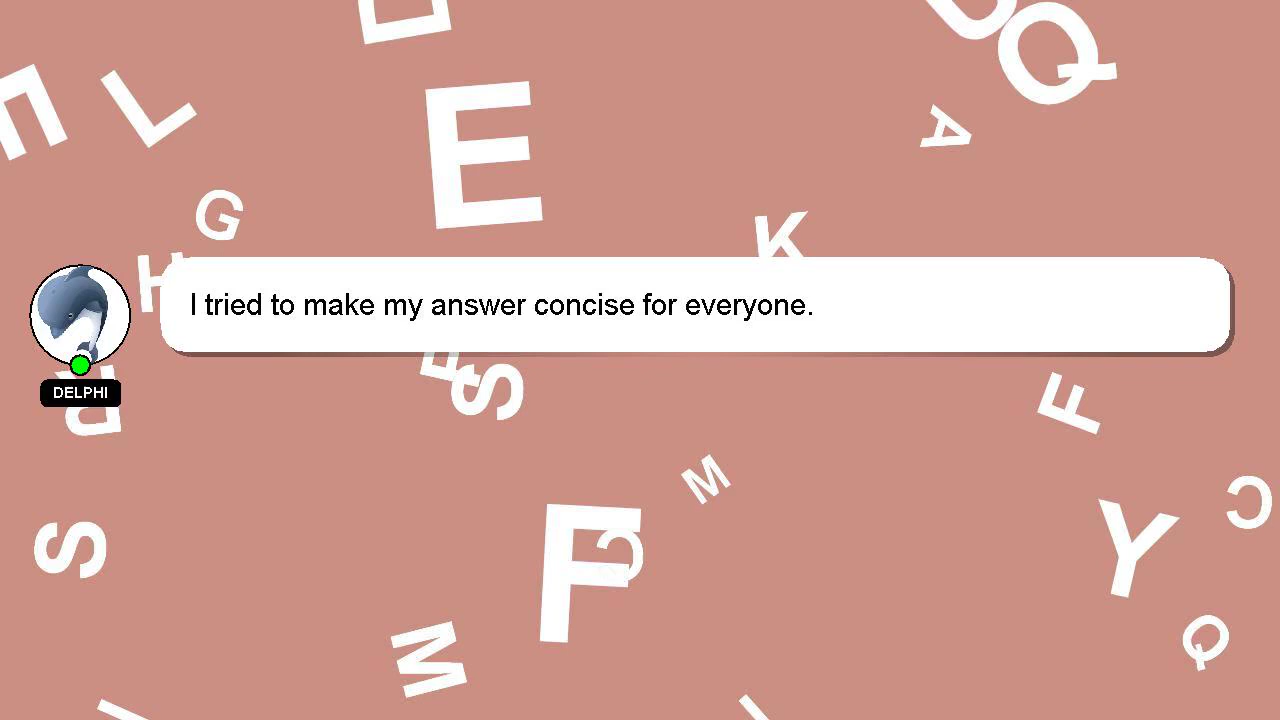 I tried to make my answer concise for everyone.
DELPHI
E
L
E
Q
A
G
K
H
F
S
R
F
M
S
F
G
Y
C
Q
M